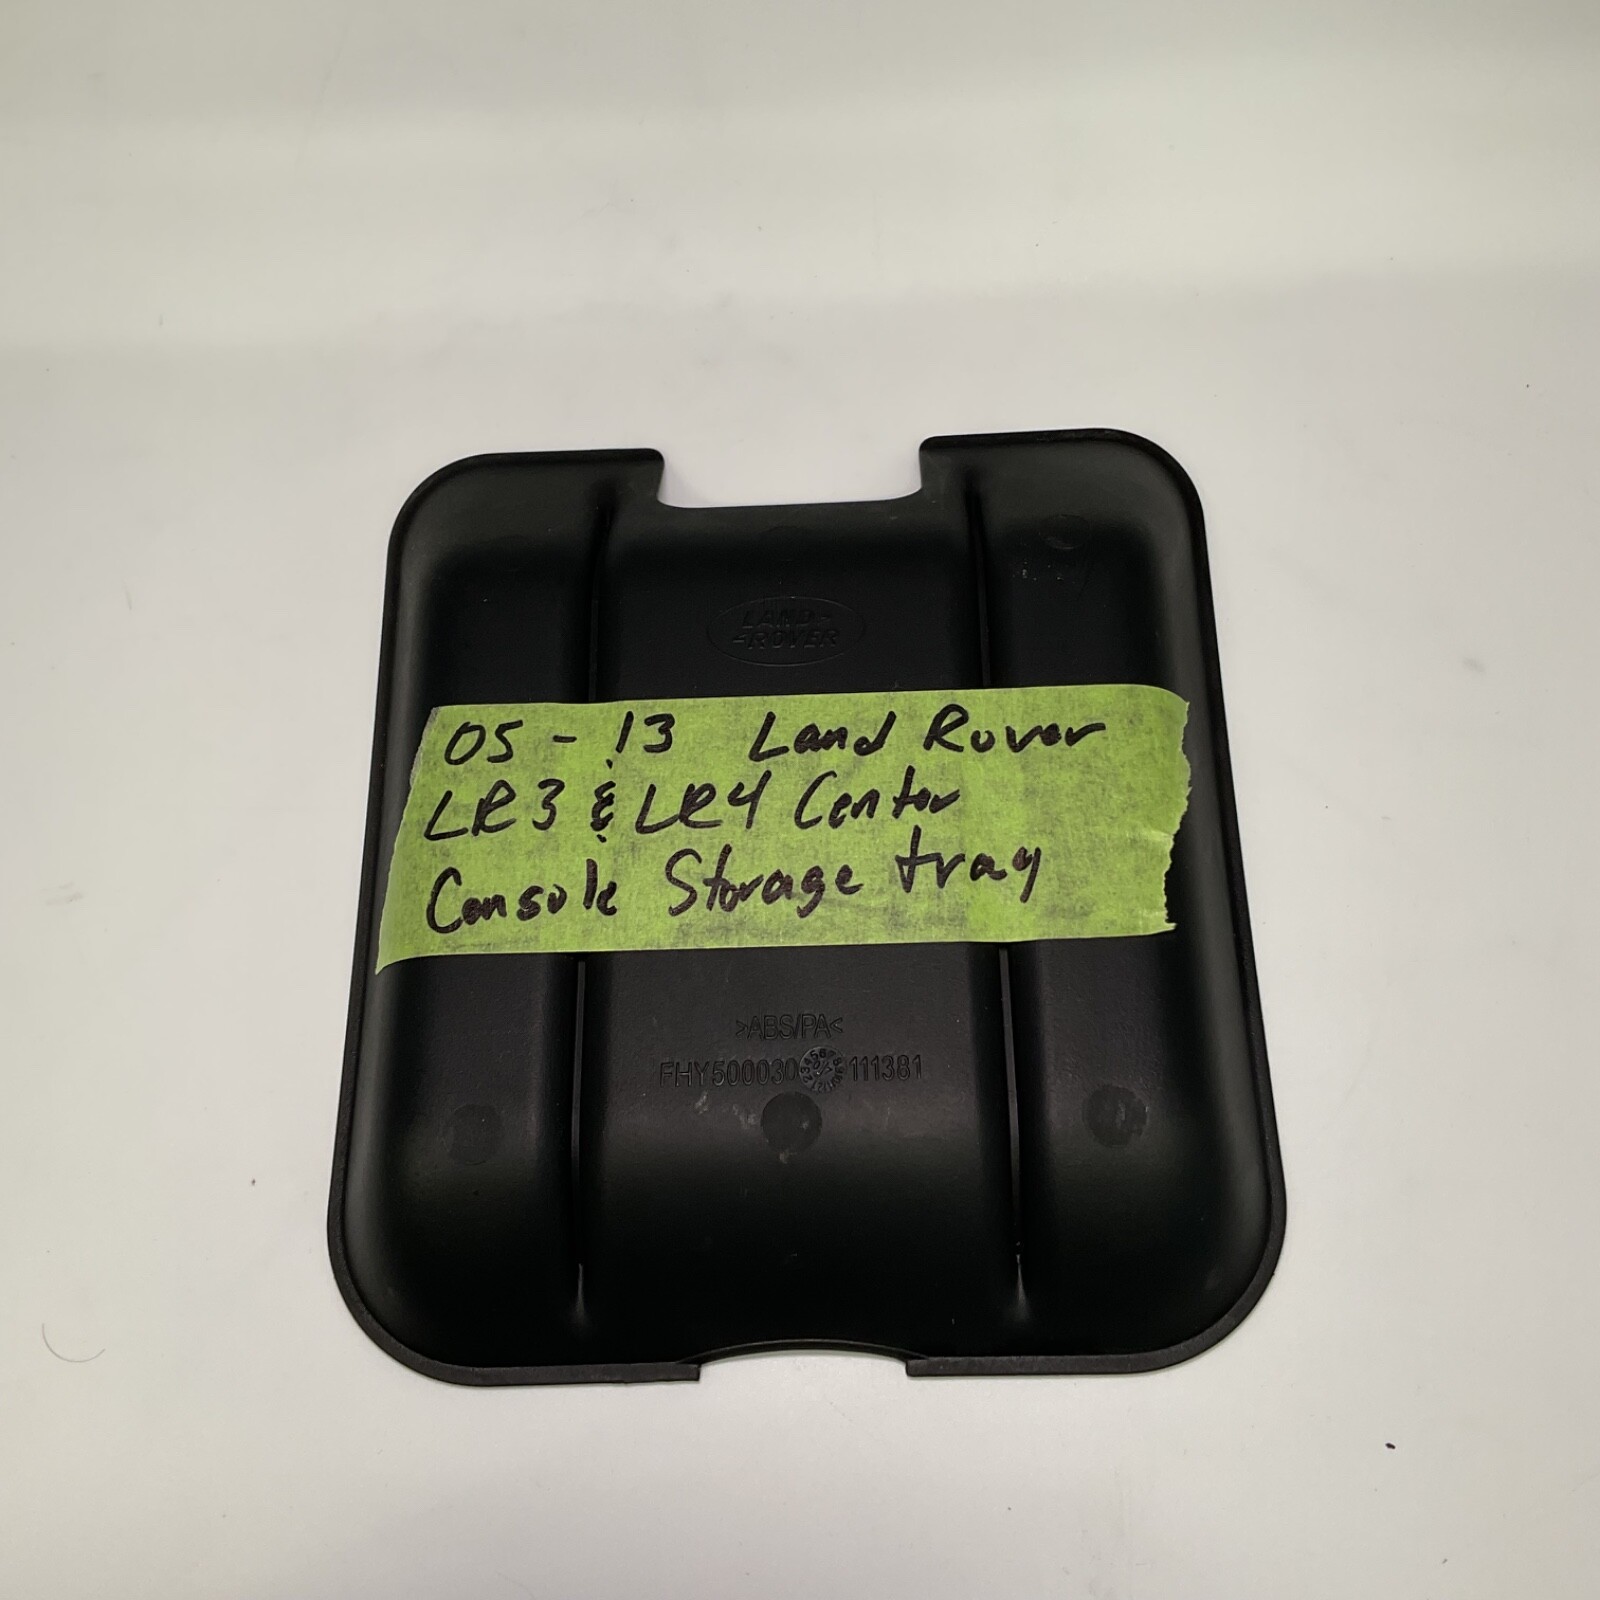 LAND-
-ROVER
05 - 13 Land Rover
LR3 & LR4 Center
Console Storage tray
>ABS/PA<
FHY500030 111381